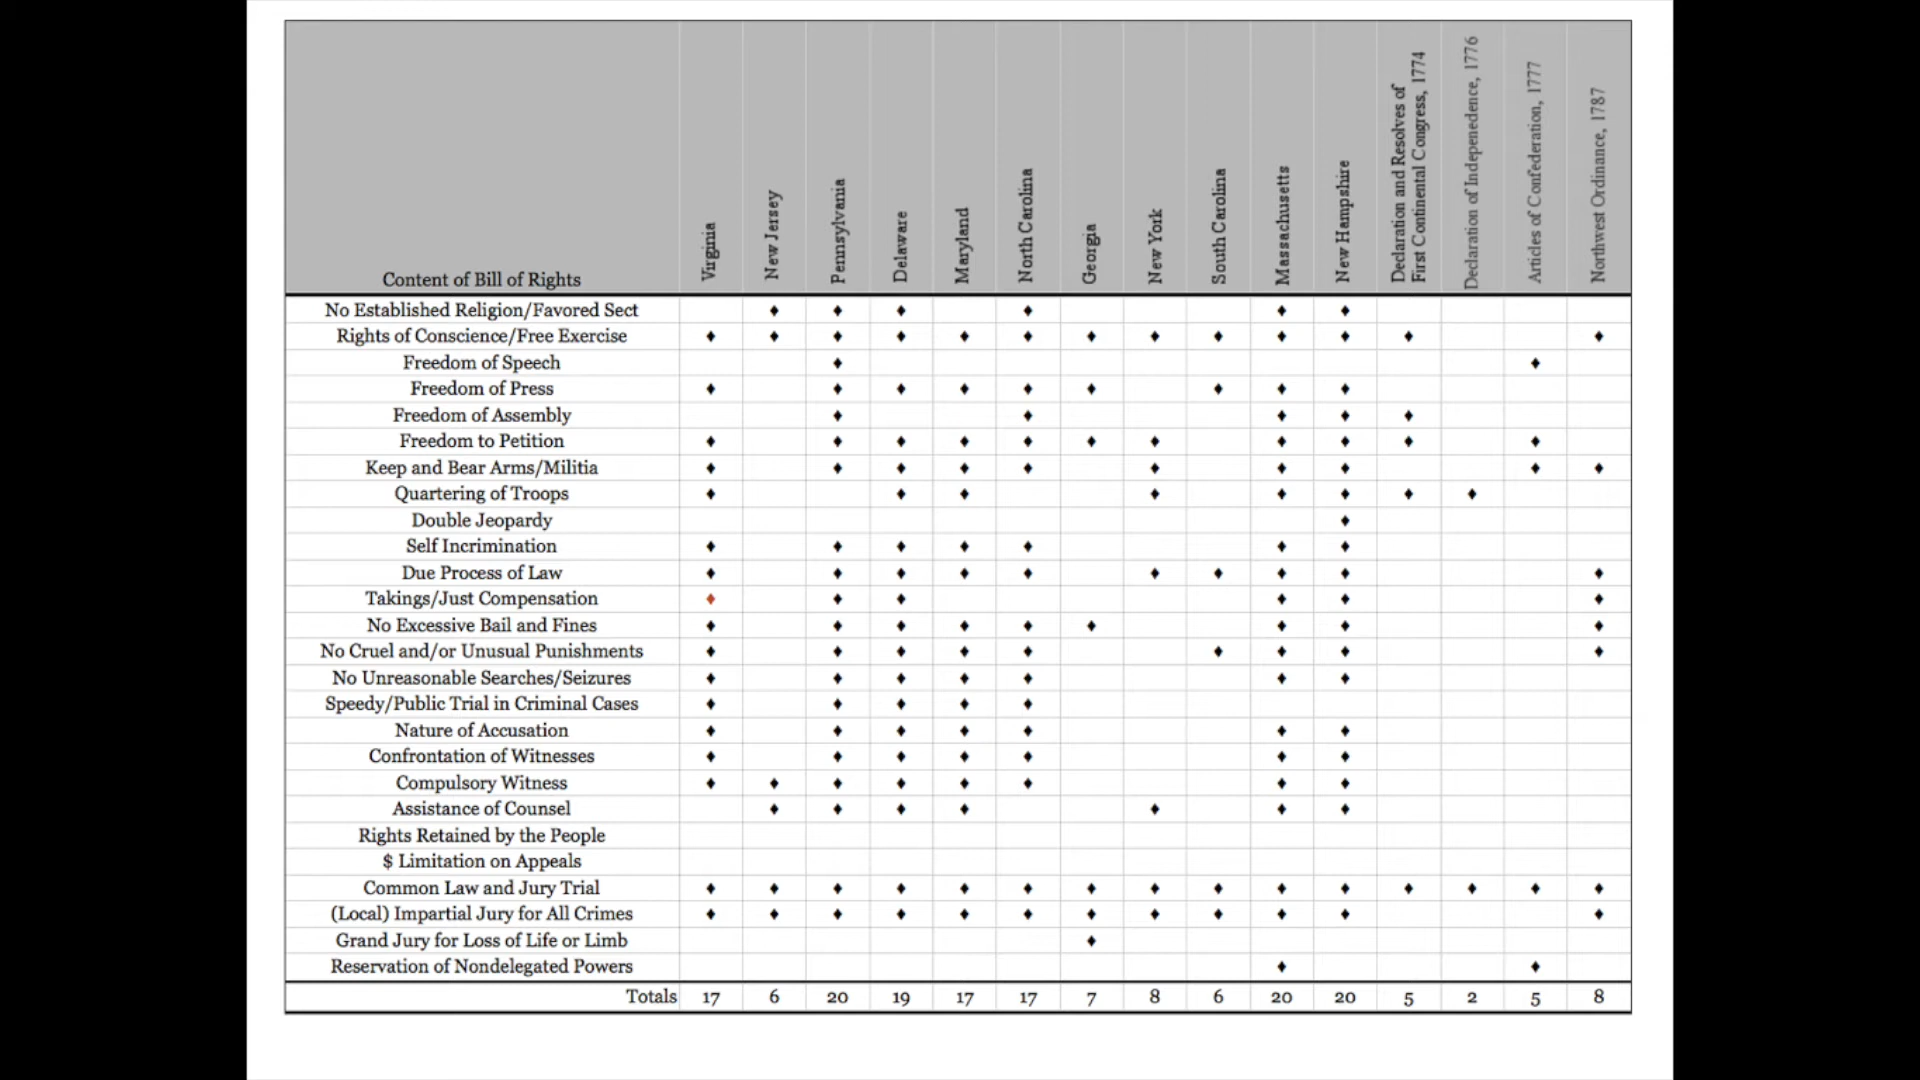 Content of Bill of Rights
Virginia
New Jersey
Pennsylvania
Delaware
Maryland
North Carolina
Georgia
New York
South Carolina
Massachusetts
New Hampshire
Declaration and Resolves of
First Continental Congress, 1774
Declaration of Indepenedence, 1776
Articles of Confederation, 1777
Northwest Ordinance, 1787
No Established Religion/Favored Sect ♦ ♦ ♦ ♦ ♦ ♦
Rights of Conscience/Free Exercise ♦ ♦ ♦ ♦ ♦ ♦ ♦ ♦ ♦ ♦ ♦ ♦ ♦
Freedom of Speech ♦ ♦
Freedom of Press ♦ ♦ ♦ ♦ ♦ ♦ ♦ ♦ ♦
Freedom of Assembly ♦ ♦ ♦ ♦ ♦
Freedom to Petition ♦ ♦ ♦ ♦ ♦ ♦ ♦ ♦ ♦ ♦ ♦
Keep and Bear Arms/Militia ♦ ♦ ♦ ♦ ♦ ♦ ♦ ♦ ♦ ♦
Quartering of Troops ♦ ♦ ♦ ♦ ♦ ♦ ♦ ♦
Double Jeopardy ♦
Self Incrimination ♦ ♦ ♦ ♦ ♦ ♦ ♦
Due Process of Law ♦ ♦ ♦ ♦ ♦ ♦ ♦ ♦ ♦ ♦
Takings/Just Compensation ♦ ♦ ♦ ♦ ♦ ♦
No Excessive Bail and Fines ♦ ♦ ♦ ♦ ♦ ♦ ♦ ♦ ♦
No Cruel and/or Unusual Punishments ♦ ♦ ♦ ♦ ♦ ♦ ♦ ♦ ♦
No Unreasonable Searches/Seizures ♦ ♦ ♦ ♦ ♦ ♦ ♦
Speedy/Public Trial in Criminal Cases ♦ ♦ ♦ ♦ ♦
Nature of Accusation ♦ ♦ ♦ ♦ ♦ ♦ ♦
Confrontation of Witnesses ♦ ♦ ♦ ♦ ♦ ♦ ♦
Compulsory Witness ♦ ♦ ♦ ♦ ♦ ♦ ♦ ♦
Assistance of Counsel ♦ ♦ ♦ ♦ ♦ ♦ ♦
Rights Retained by the People
$ Limitation on Appeals
Common Law and Jury Trial ♦ ♦ ♦ ♦ ♦ ♦ ♦ ♦ ♦ ♦ ♦ ♦ ♦ ♦ ♦
(Local) Impartial Jury for All Crimes ♦ ♦ ♦ ♦ ♦ ♦ ♦ ♦ ♦ ♦ ♦ ♦
Grand Jury for Loss of Life or Limb ♦
Reservation of Nondelegated Powers ♦ ♦
Totals 17 6 20 19 17 17 7 8 6 20 20 5 2 5 8